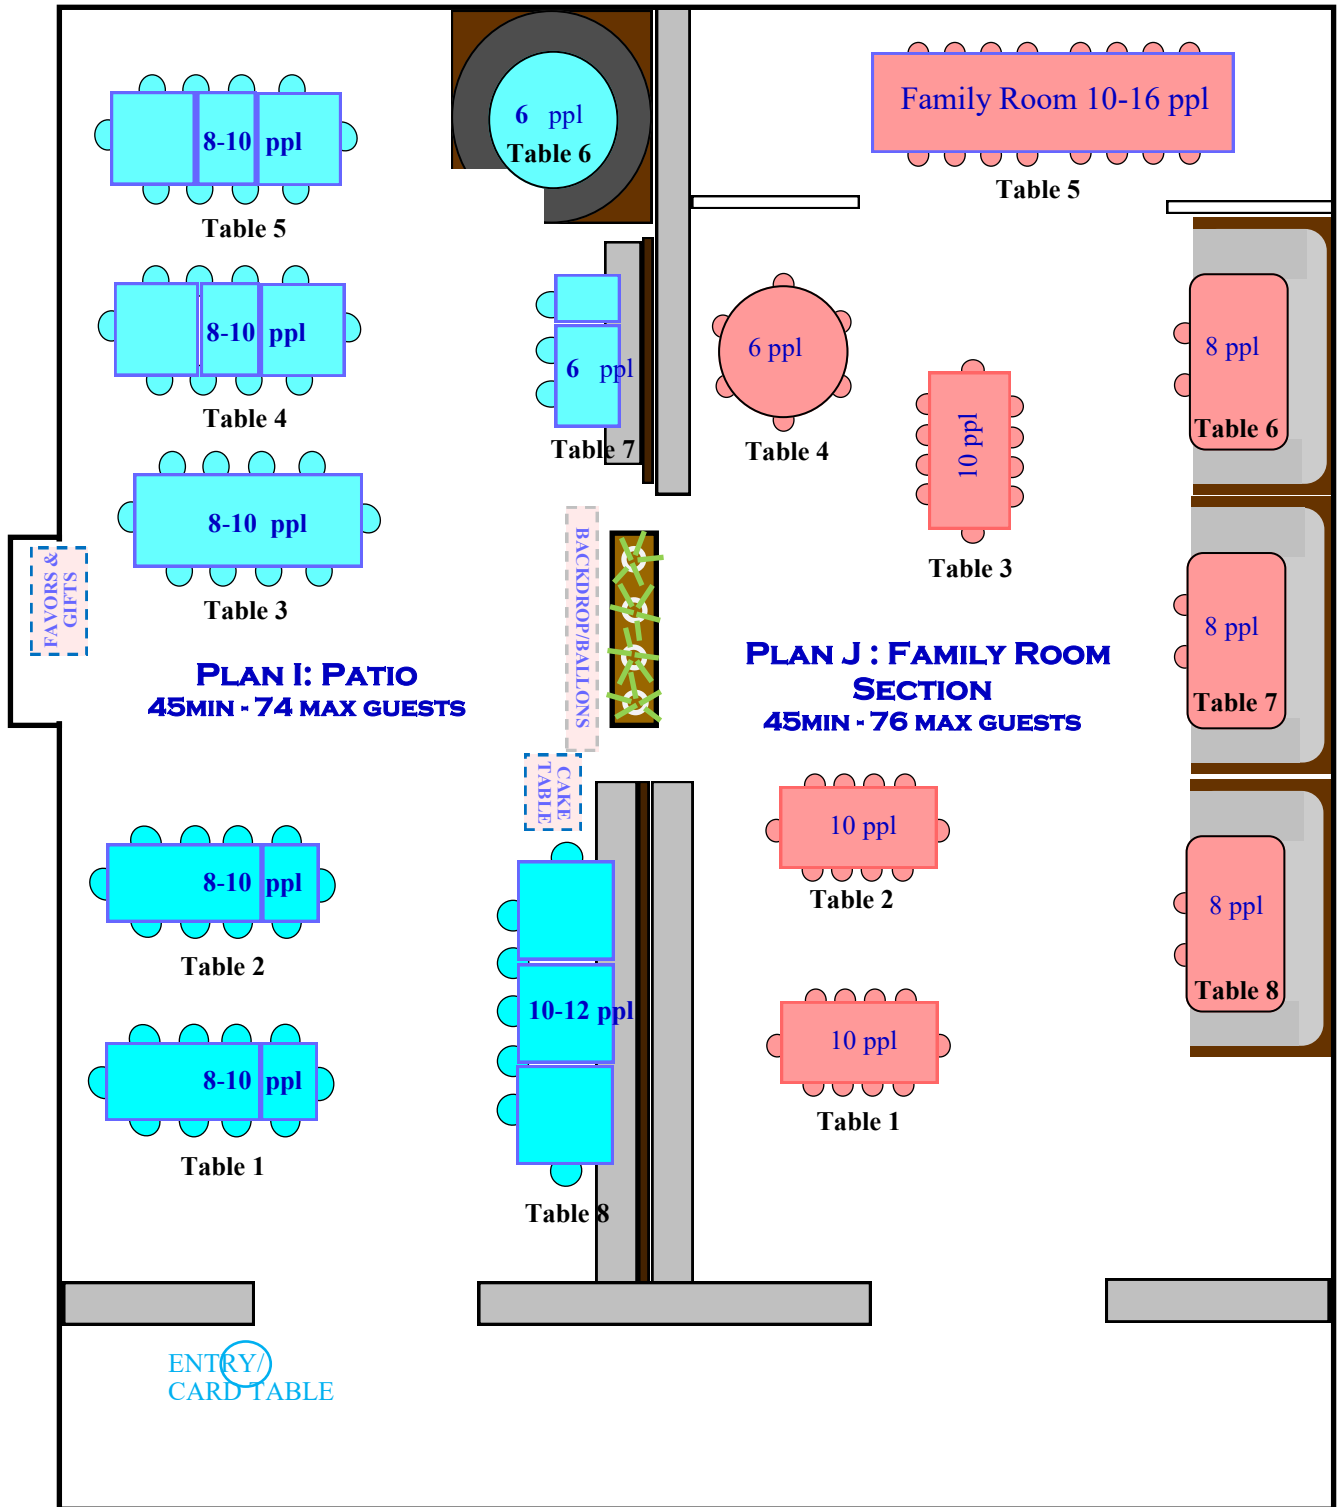 8-10 ppl
Table 5
8-10 ppl
Table 4
8-10 ppl
Table 3
FAVORS &
GIFTS
PLAN I: PATIO
45MIN - 74 MAX GUESTS
8-10 ppl
Table 2
8-10 ppl
Table 1
6 ppl
Table 6
6 ppl
Table 7
BACKDROP/BALLONS
CAKE
TABLE
10-12 ppl
Table 8
ENTRY/
CARD TABLE
Family Room 10-16 ppl
Table 5
6 ppl
Table 4
10 ppl
Table 3
PLAN J : FAMILY ROOM
SECTION
45MIN - 76 MAX GUESTS
10 ppl
Table 2
10 ppl
Table 1
8 ppl
Table 6
8 ppl
Table 7
8 ppl
Table 8